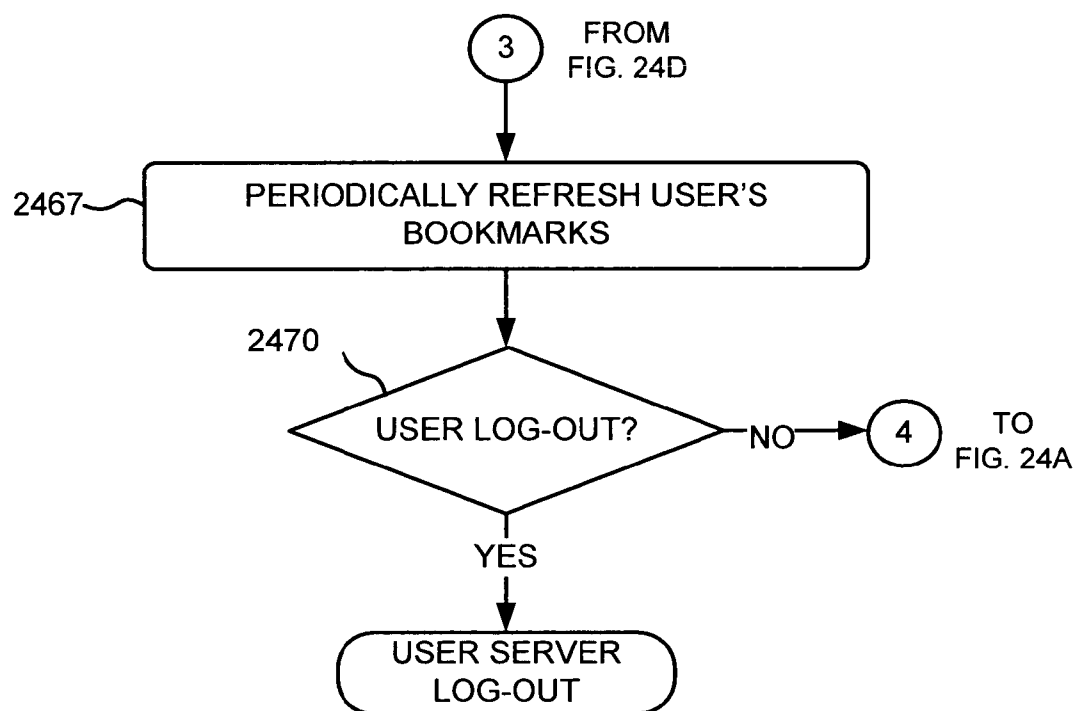 3
FROM
FIG. 24D
2467
PERIODICALLY REFRESH USER'S
BOOKMARKS
2470
USER LOG-OUT?
NO
4
TO
FIG. 24A
YES
USER SERVER
LOG-OUT